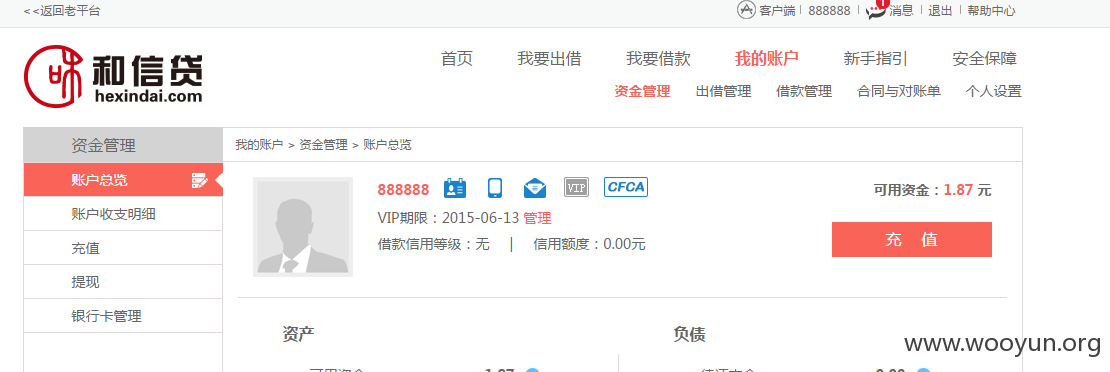 <<返回老平台 客户端 | 888888 | 1 消息 | 退出 | 帮助中心
和信贷
hexindai.com
首页 我要出借 我要借款 我的账户 新手指引 安全保障
资金管理 出借管理 借款管理 合同与对账单 个人设置
资金管理
账户总览
账户收支明细
充值
提现
银行卡管理
我的账户 > 资金管理 > 账户总览
888888 VIP CFCA
VIP期限：2015-06-13 管理
借款信用等级：无 | 信用额度：0.00元
可用资金：1.87 元
充 值
资产 负债
www.wooyun.org